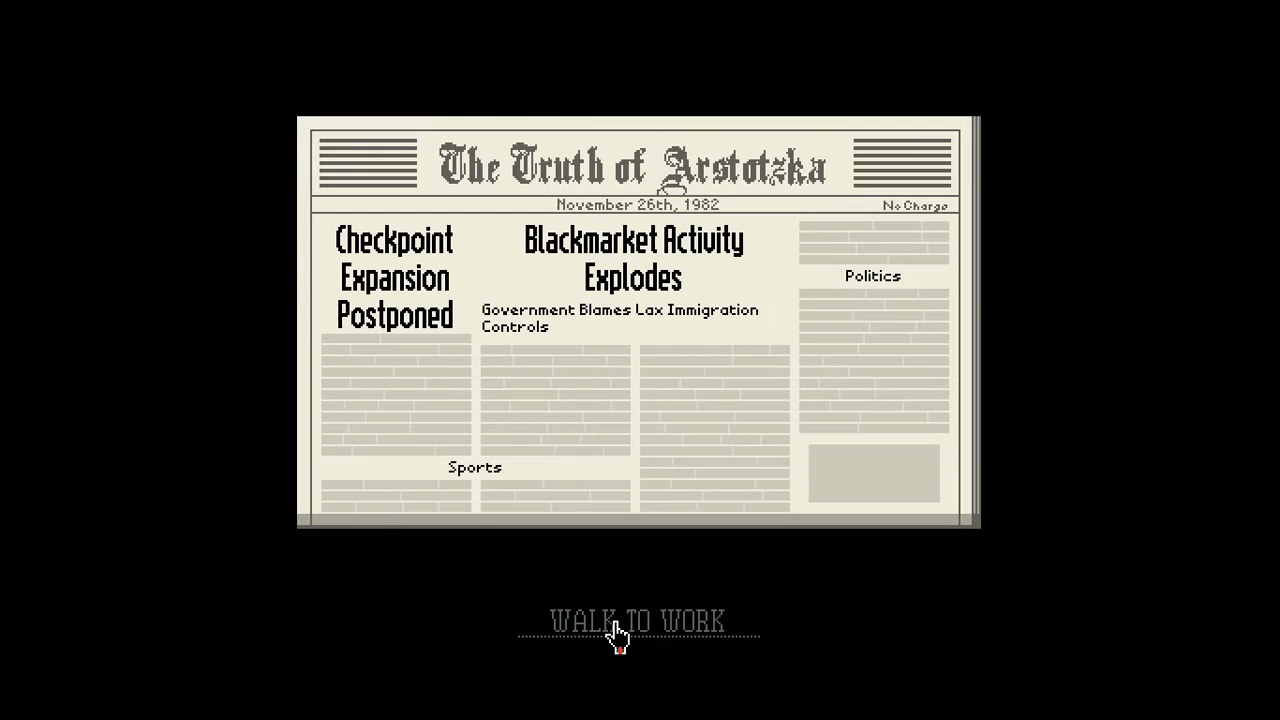 The Truth of Arstotzka
November 26th, 1982
No Charge
Checkpoint
Expansion
Postponed
Blackmarket Activity
Explodes
Government Blames Lax Immigration
Controls
Politics
Sports
WALK TO WORK